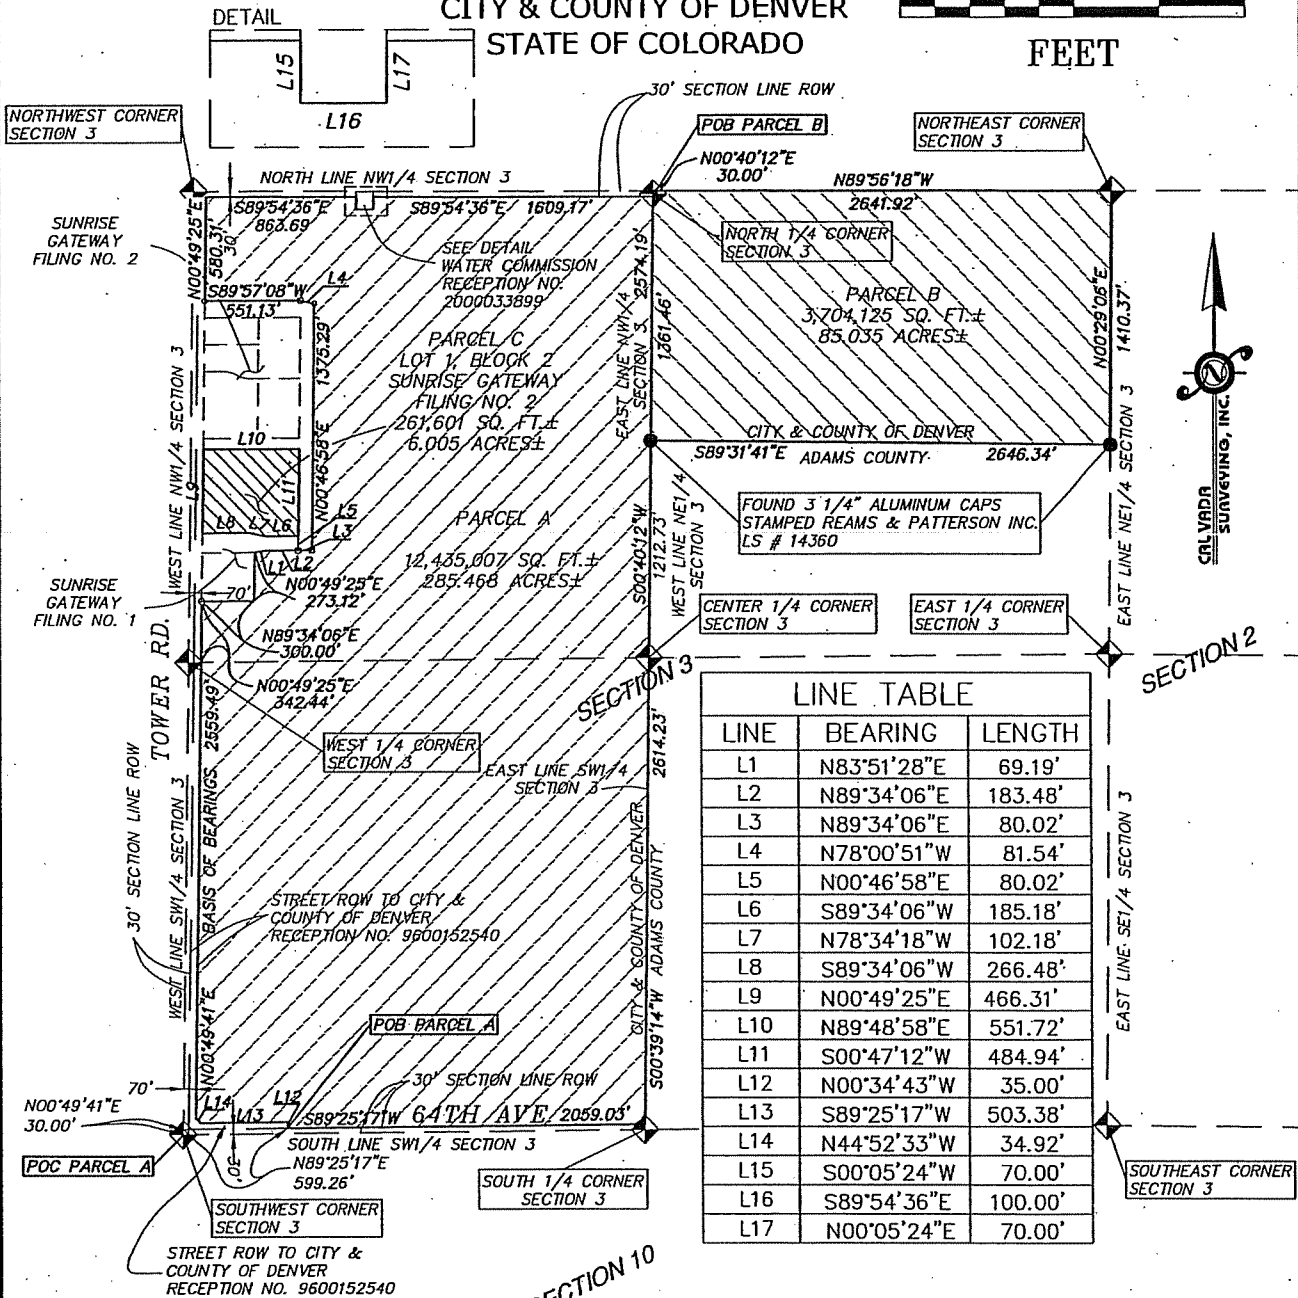 DETAIL
CITY & COUNTY OF DENVER
STATE OF COLORADO
FEET
L15
L17
L16
30' SECTION LINE ROW
NORTHWEST CORNER
SECTION 3
POB PARCEL B
NORTHEAST CORNER
SECTION 3
N00°40'12"E
30.00'
NORTH LINE NW1/4 SECTION 3
N89°56'18"W
2641.92'
S89°54'36"E
863.69
S89°54'36"E 1609.17'
30'
N00°49'25"E
580.31'
SUNRISE
GATEWAY
FILING NO. 2
NORTH 1/4 CORNER
SECTION 3
SEE DETAIL
WATER COMMISSION
RECEPTION NO.
2000033899
S89°57'08"W
551.13'
L4
PARCEL B
3,704,125 SQ. FT.±
85.035 ACRES±
N00°29'06"E 1410.37'
2574.19'
1361.46'
EAST LINE NW1/4
SECTION 3
PARCEL C
LOT 1, BLOCK 2
SUNRISE GATEWAY
FILING NO. 2
261,601 SQ. FT.±
6.005 ACRES±
N00°46'58"E 1375.29'
WEST LINE NW1/4 SECTION 3
CALVADA
SURVEYING, INC.
L10
L9
L11
L8
L7
L6
L5
L3
L1
L2
CITY & COUNTY OF DENVER
S89°31'41"E ADAMS COUNTY 2646.34'
FOUND 3 1/4" ALUMINUM CAPS
STAMPED REAMS & PATTERSON INC.
LS # 14360
PARCEL A
12,435,007 SQ. FT.±
285.468 ACRES±
S00°40'12"W
1212.73'
WEST LINE NE1/4
SECTION 3
EAST LINE NE1/4 SECTION 3
SUNRISE
GATEWAY
FILING NO. 1
70'
N00°49'25"E
273.12'
N89°34'06"E
300.00'
N00°49'25"E
342.44'
CENTER 1/4 CORNER
SECTION 3
EAST 1/4 CORNER
SECTION 3
SECTION 3
SECTION 2
TOWER RD.
2559.49'
WEST 1/4 CORNER
SECTION 3
EAST LINE SW1/4
SECTION 3
2614.23'
LINE TABLE
LINE BEARING LENGTH
L1 N83°51'28"E 69.19'
L2 N89°34'06"E 183.48'
L3 N89°34'06"E 80.02'
L4 N78°00'51"W 81.54'
L5 N00°46'58"E 80.02'
L6 S89°34'06"W 185.18'
L7 N78°34'18"W 102.18'
L8 S89°34'06"W 266.48'
L9 N00°49'25"E 466.31'
L10 N89°48'58"E 551.72'
L11 S00°47'12"W 484.94'
L12 N00°34'43"W 35.00'
L13 S89°25'17"W 503.38'
L14 N44°52'33"W 34.92'
L15 S00°05'24"W 70.00'
L16 S89°54'36"E 100.00'
L17 N00°05'24"E 70.00'
30' SECTION LINE ROW
WEST LINE SW1/4 SECTION 3
N00°49'41"E BASIS OF BEARINGS
STREET ROW TO CITY &
COUNTY OF DENVER
RECEPTION NO. 9600152540
CITY & COUNTY OF DENVER
S00°39'14"W ADAMS COUNTY
EAST LINE SE1/4 SECTION 3
POB PARCEL A
70'
30' SECTION LINE ROW
N00°49'41"E
30.00'
L14
L13
L12
S89°25'17"W 64TH AVE. 2059.03'
SOUTH LINE SW1/4 SECTION 3
30'
N89°25'17"E
599.26'
POC PARCEL A
SOUTHWEST CORNER
SECTION 3
SOUTH 1/4 CORNER
SECTION 3
SOUTHEAST CORNER
SECTION 3
STREET ROW TO CITY &
COUNTY OF DENVER
RECEPTION NO. 9600152540
SECTION 10